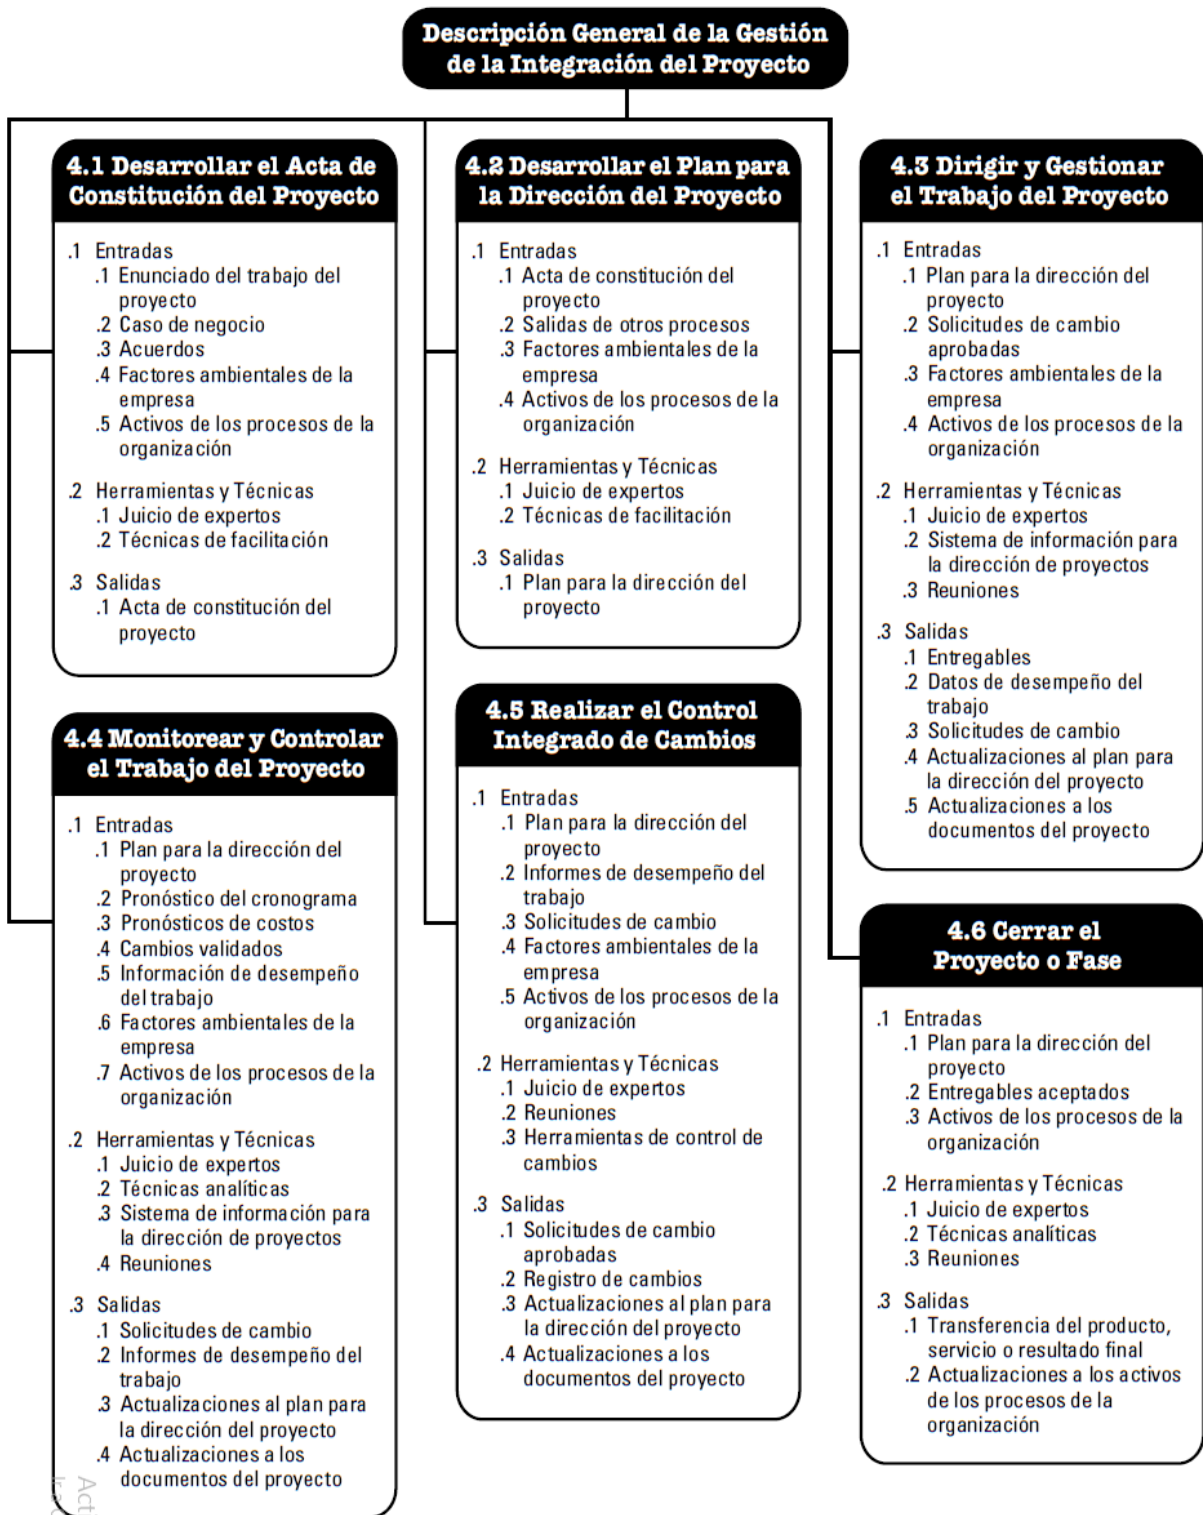 Descripción General de la Gestión
de la Integración del Proyecto
4.1 Desarrollar el Acta de
Constitución del Proyecto
.1 Entradas
.1 Enunciado del trabajo del
proyecto
.2 Caso de negocio
.3 Acuerdos
.4 Factores ambientales de la
empresa
.5 Activos de los procesos de la
organización
.2 Herramientas y Técnicas
.1 Juicio de expertos
.2 Técnicas de facilitación
.3 Salidas
.1 Acta de constitución del
proyecto
4.2 Desarrollar el Plan para
la Dirección del Proyecto
.1 Entradas
.1 Acta de constitución del
proyecto
.2 Salidas de otros procesos
.3 Factores ambientales de la
empresa
.4 Activos de los procesos de la
organización
.2 Herramientas y Técnicas
.1 Juicio de expertos
.2 Técnicas de facilitación
.3 Salidas
.1 Plan para la dirección del
proyecto
4.3 Dirigir y Gestionar
el Trabajo del Proyecto
.1 Entradas
.1 Plan para la dirección del
proyecto
.2 Solicitudes de cambio
aprobadas
.3 Factores ambientales de la
empresa
.4 Activos de los procesos de la
organización
.2 Herramientas y Técnicas
.1 Juicio de expertos
.2 Sistema de información para
la dirección de proyectos
.3 Reuniones
.3 Salidas
.1 Entregables
.2 Datos de desempeño del
trabajo
.3 Solicitudes de cambio
.4 Actualizaciones al plan para
la dirección del proyecto
.5 Actualizaciones a los
documentos del proyecto
4.4 Monitorear y Controlar
el Trabajo del Proyecto
.1 Entradas
.1 Plan para la dirección del
proyecto
.2 Pronóstico del cronograma
.3 Pronósticos de costos
.4 Cambios validados
.5 Información de desempeño
del trabajo
.6 Factores ambientales de la
empresa
.7 Activos de los procesos de la
organización
.2 Herramientas y Técnicas
.1 Juicio de expertos
.2 Técnicas analíticas
.3 Sistema de información para
la dirección de proyectos
.4 Reuniones
.3 Salidas
.1 Solicitudes de cambio
.2 Informes de desempeño del
trabajo
.3 Actualizaciones al plan para
la dirección del proyecto
.4 Actualizaciones a los
documentos del proyecto
4.5 Realizar el Control
Integrado de Cambios
.1 Entradas
.1 Plan para la dirección del
proyecto
.2 Informes de desempeño del
trabajo
.3 Solicitudes de cambio
.4 Factores ambientales de la
empresa
.5 Activos de los procesos de la
organización
.2 Herramientas y Técnicas
.1 Juicio de expertos
.2 Reuniones
.3 Herramientas de control de
cambios
.3 Salidas
.1 Solicitudes de cambio
aprobadas
.2 Registro de cambios
.3 Actualizaciones al plan para
la dirección del proyecto
.4 Actualizaciones a los
documentos del proyecto
4.6 Cerrar el
Proyecto o Fase
.1 Entradas
.1 Plan para la dirección del
proyecto
.2 Entregables aceptados
.3 Activos de los procesos de la
organización
.2 Herramientas y Técnicas
.1 Juicio de expertos
.2 Técnicas analíticas
.3 Reuniones
.3 Salidas
.1 Transferencia del producto,
servicio o resultado final
.2 Actualizaciones a los activos
de los procesos de la
organización
Acti